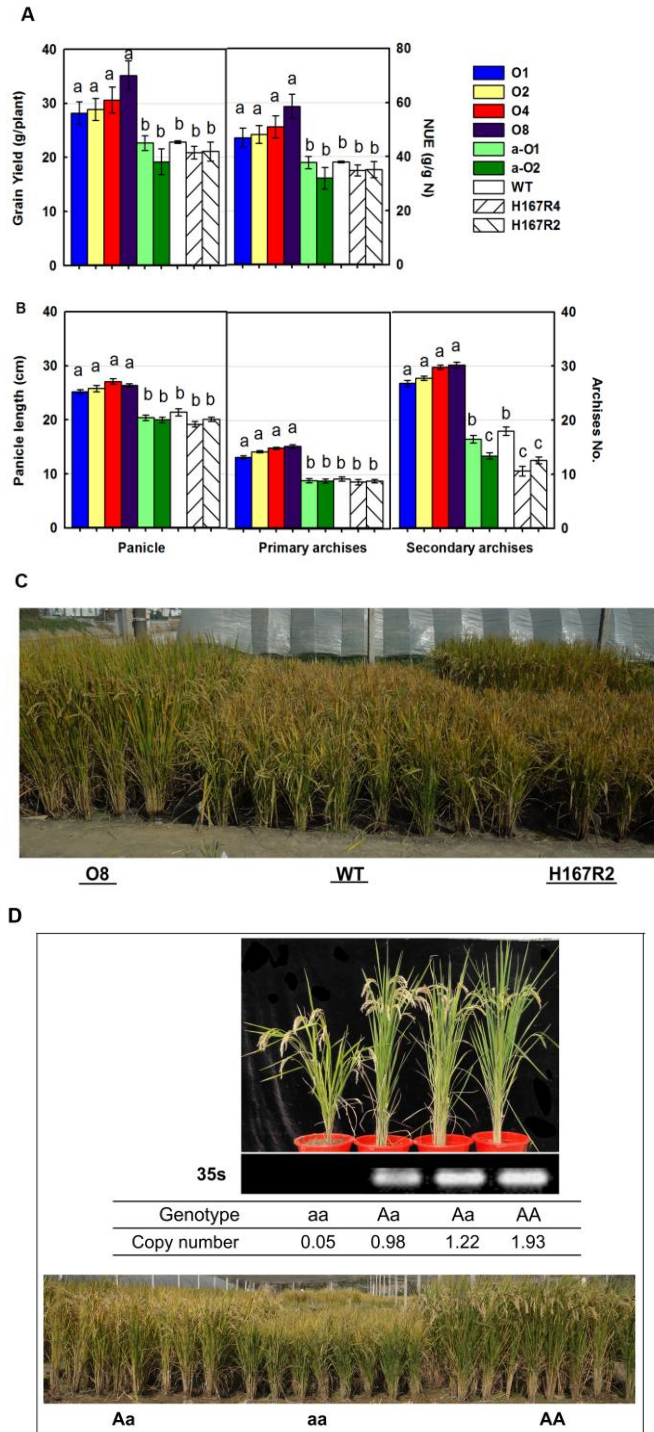 A
40
30
20
10
0
Grain Yield (g/plant)
a a a a b b b b b
a a a a b b b b b
80
60
40
20
0
NUE (g/g N)
O1
O2
O4
O8
a-O1
a-O2
WT
H167R4
H167R2
B
40
30
20
10
0
Panicle length (cm)
a a a a b b b b b
a a a a b b b b b
a a a a b c b c c
40
30
20
10
0
Archises No.
Panicle Primary archises Secondary archises
C
O8 WT H167R2
D
35s
Genotype aa Aa Aa AA
Copy number 0.05 0.98 1.22 1.93
Aa aa AA